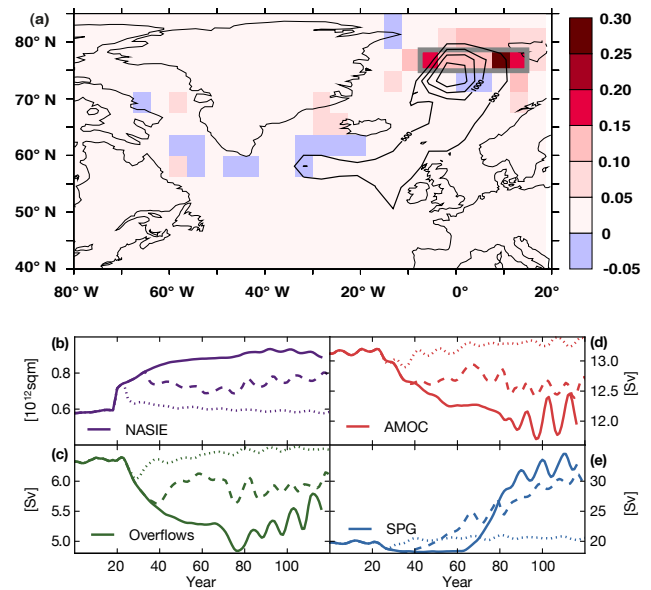 (a)
85° N
80° N
70° N
60° N
50° N
40° N
80° W
60° W
40° W
20° W
0°
20°
0.30
0.25
0.20
0.15
0.10
0.05
0
-0.05
(b)
0.8
0.6
[10¹²sqm]
NASIE
(d)
13.0
12.5
12.0
[Sv]
AMOC
(c)
6.0
5.5
5.0
[Sv]
Overflows
20 40 60 80 100
Year
(e)
30
25
20
[Sv]
SPG
20 40 60 80 100
Year